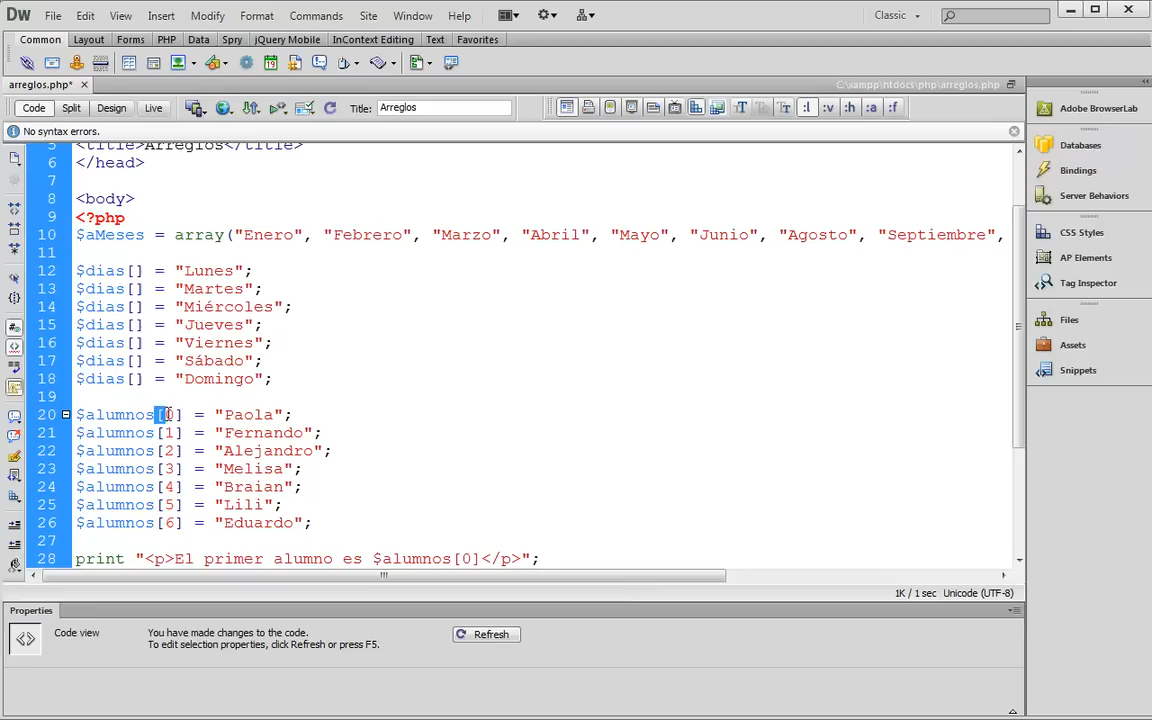 Dw File Edit View Insert Modify Format Commands Site Window Help Classic
Common Layout Forms PHP Data Spry jQuery Mobile InContext Editing Text Favorites
arreglos.php* C:\xampp\htdocs\php\arreglos.php
Code Split Design Live Title: Arreglos
No syntax errors.
5 <title>Arreglos</title>
6 </head>
7
8 <body>
9 <?php
10 $aMeses = array("Enero", "Febrero", "Marzo", "Abril", "Mayo", "Junio", "Agosto", "Septiembre",
11
12 $dias[] = "Lunes";
13 $dias[] = "Martes";
14 $dias[] = "Miércoles";
15 $dias[] = "Jueves";
16 $dias[] = "Viernes";
17 $dias[] = "Sábado";
18 $dias[] = "Domingo";
19
20 $alumnos[0] = "Paola";
21 $alumnos[1] = "Fernando";
22 $alumnos[2] = "Alejandro";
23 $alumnos[3] = "Melisa";
24 $alumnos[4] = "Braian";
25 $alumnos[5] = "Lili";
26 $alumnos[6] = "Eduardo";
27
28 print "<p>El primer alumno es $alumnos[0]</p>";
1K / 1 sec Unicode (UTF-8)
Properties
Code view You have made changes to the code.
To edit selection properties, click Refresh or press F5.
Refresh
Adobe BrowserLab
Databases
Bindings
Server Behaviors
CSS Styles
AP Elements
Tag Inspector
Files
Assets
Snippets